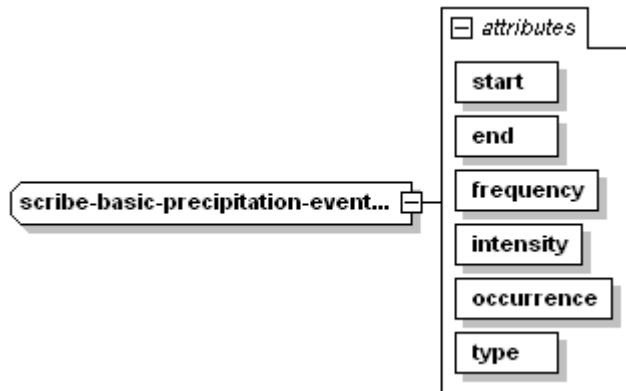 attributes
start
end
frequency
scribe-basic-precipitation-event...
intensity
occurrence
type